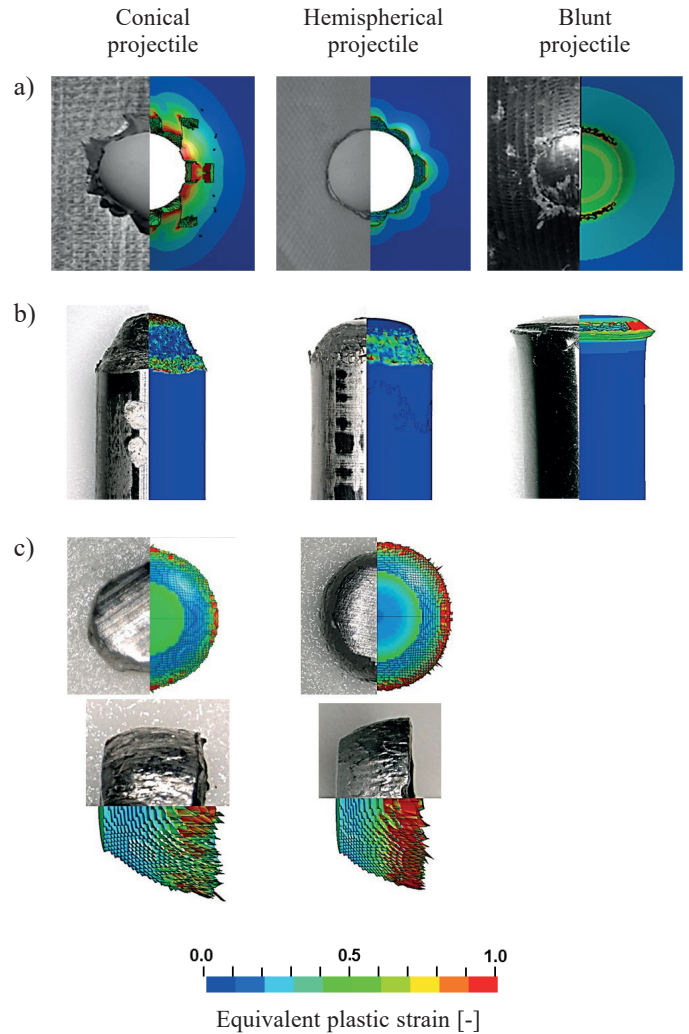 Conical
projectile
Hemispherical
projectile
Blunt
projectile
a)
b)
c)
0.0 0.5 1.0
Equivalent plastic strain [-]